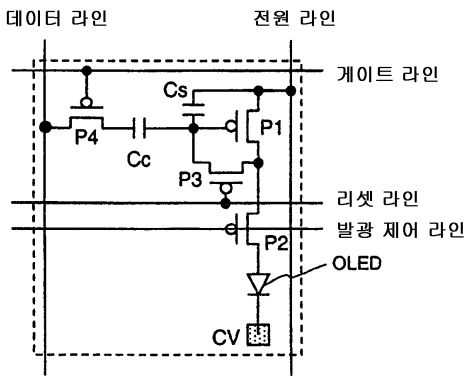 데이터 라인
전원 라인
게이트 라인
Cs
P1
P4
Cc
P3
리셋 라인
발광 제어 라인
P2
OLED
CV